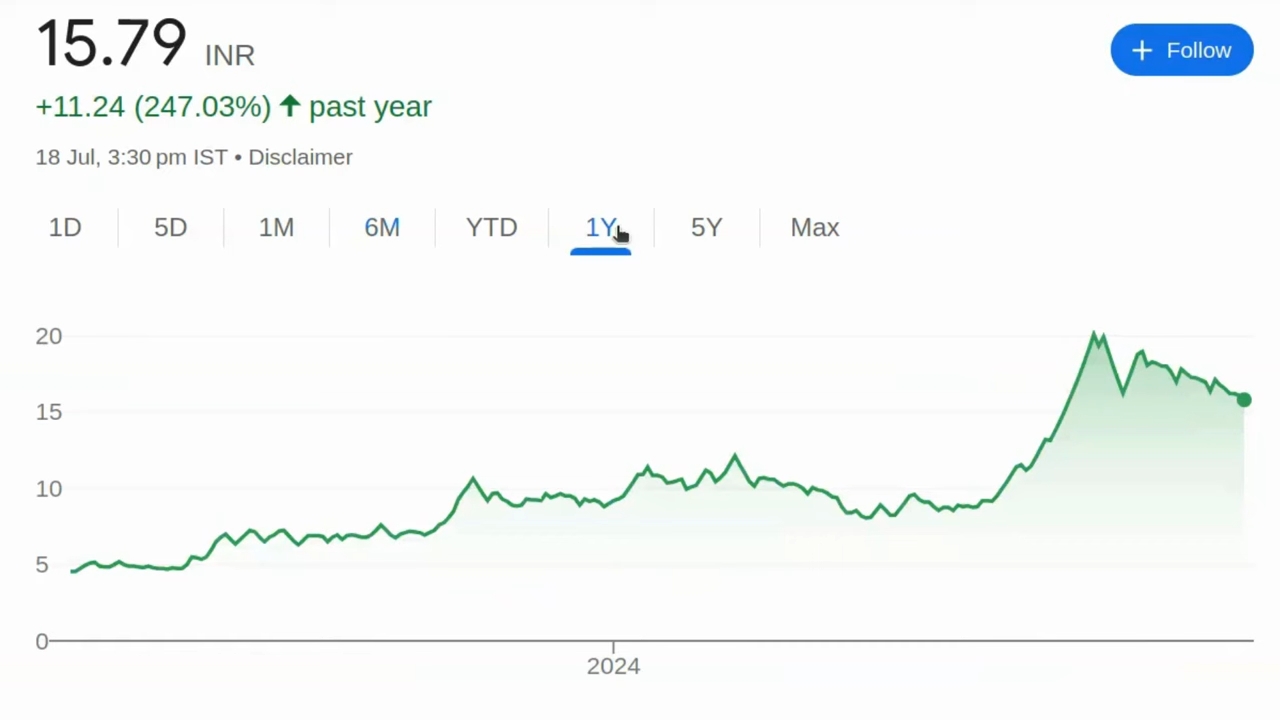 15.79 INR
+ Follow
+11.24 (247.03%) ↑ past year
18 Jul, 3:30 pm IST • Disclaimer
1D 5D 1M 6M YTD 1Y 5Y Max
20
15
10
5
0
2024